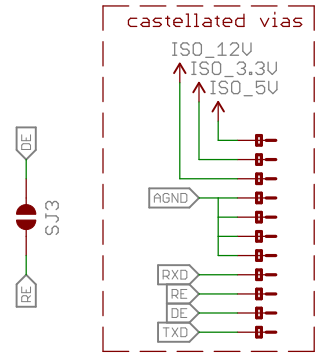 castellated vias
ISO_12V
ISO_3.3V
ISO_5V
DE
SJ3
AGND
RXD
RE
RE
DE
TXD